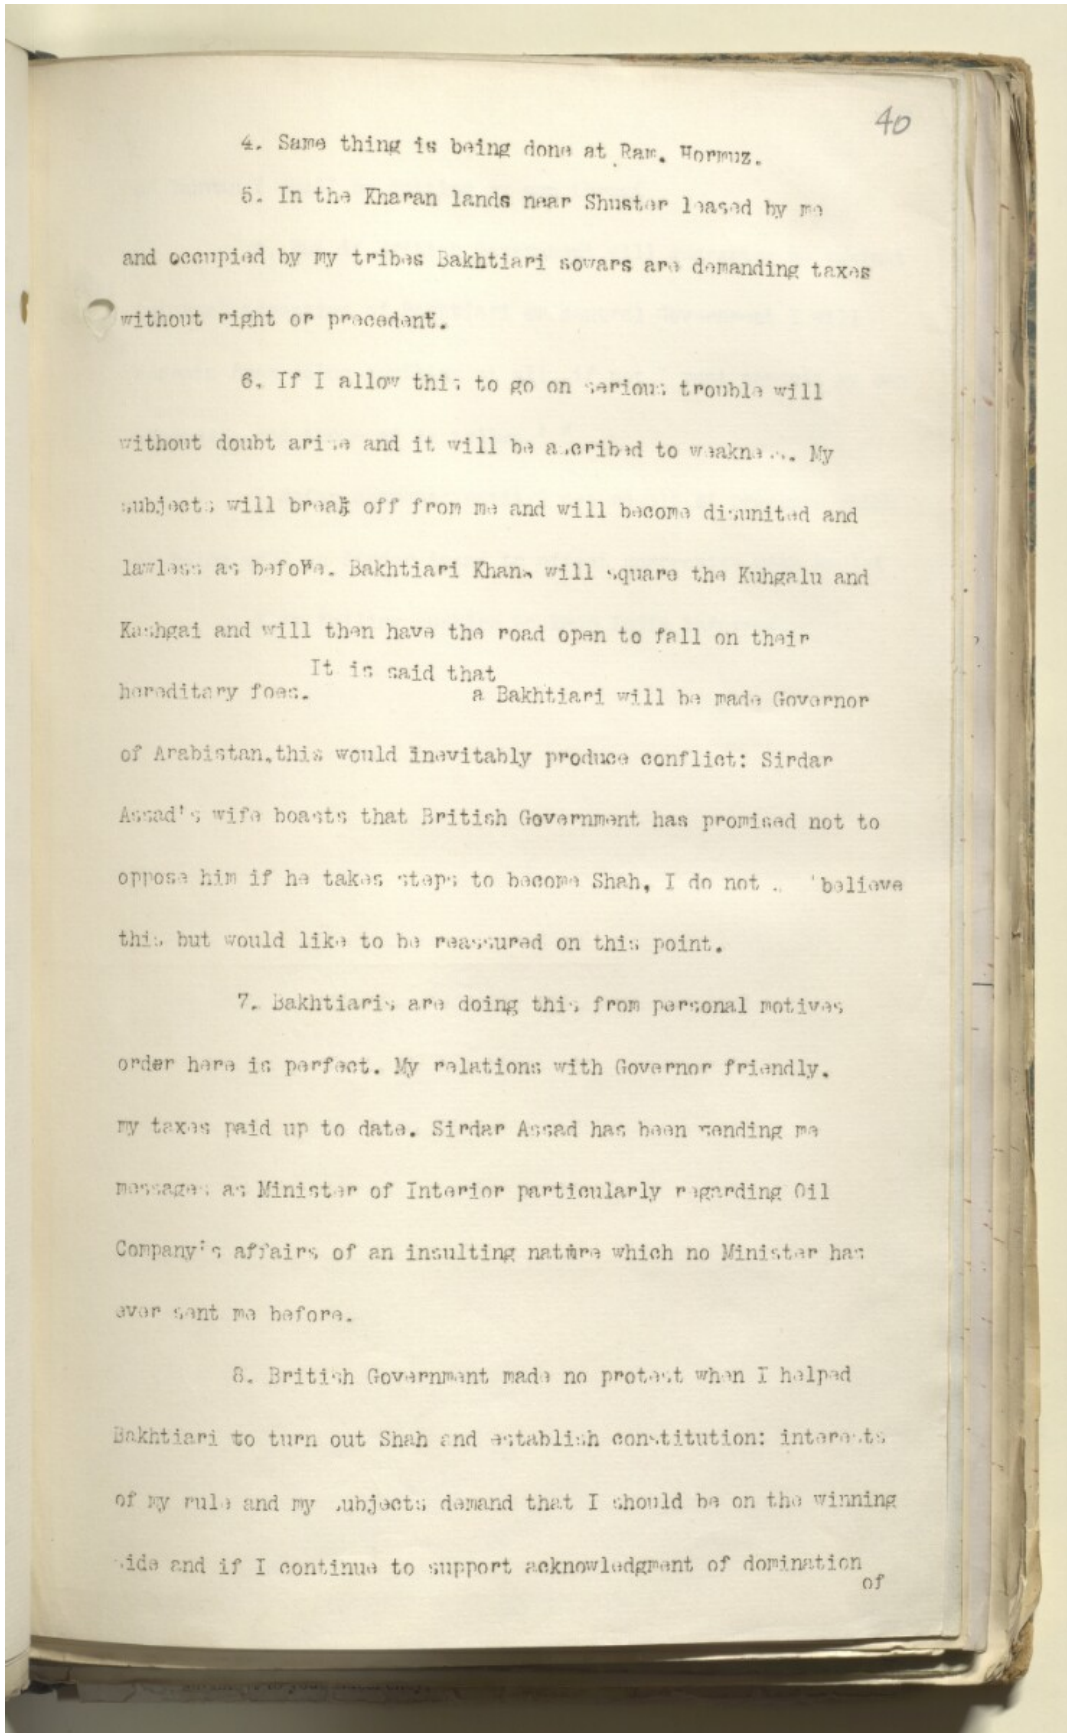 40
4. Same thing is being done at Ram. Hormuz.
5. In the Kharan lands near Shuster leased by me
and occupied by my tribes Bakhtiari sowars are demanding taxes
without right or precedent.
6. If I allow this to go on serious trouble will
without doubt arise and it will be ascribed to weakness. My
subjects will break off from me and will become disunited and
lawless as before. Bakhtiari Khans will square the Kuhgalu and
Kashgai and will then have the road open to fall on their
It is said that
hereditary foes. a Bakhtiari will be made Governor
of Arabistan.this would inevitably produce conflict: Sirdar
Assad's wife boasts that British Government has promised not to
oppose him if he takes steps to become Shah, I do not believe
this but would like to be reassured on this point.
7. Bakhtiaris are doing this from personal motives
order here is perfect. My relations with Governor friendly.
my taxes paid up to date. Sirdar Assad has been sending me
messages as Minister of Interior particularly regarding Oil
Company's affairs of an insulting nature which no Minister has
ever sent me before.
8. British Government made no protest when I helped
Bakhtiari to turn out Shah and establish constitution: interests
of my rule and my subjects demand that I should be on the winning
side and if I continue to support acknowledgment of domination
of